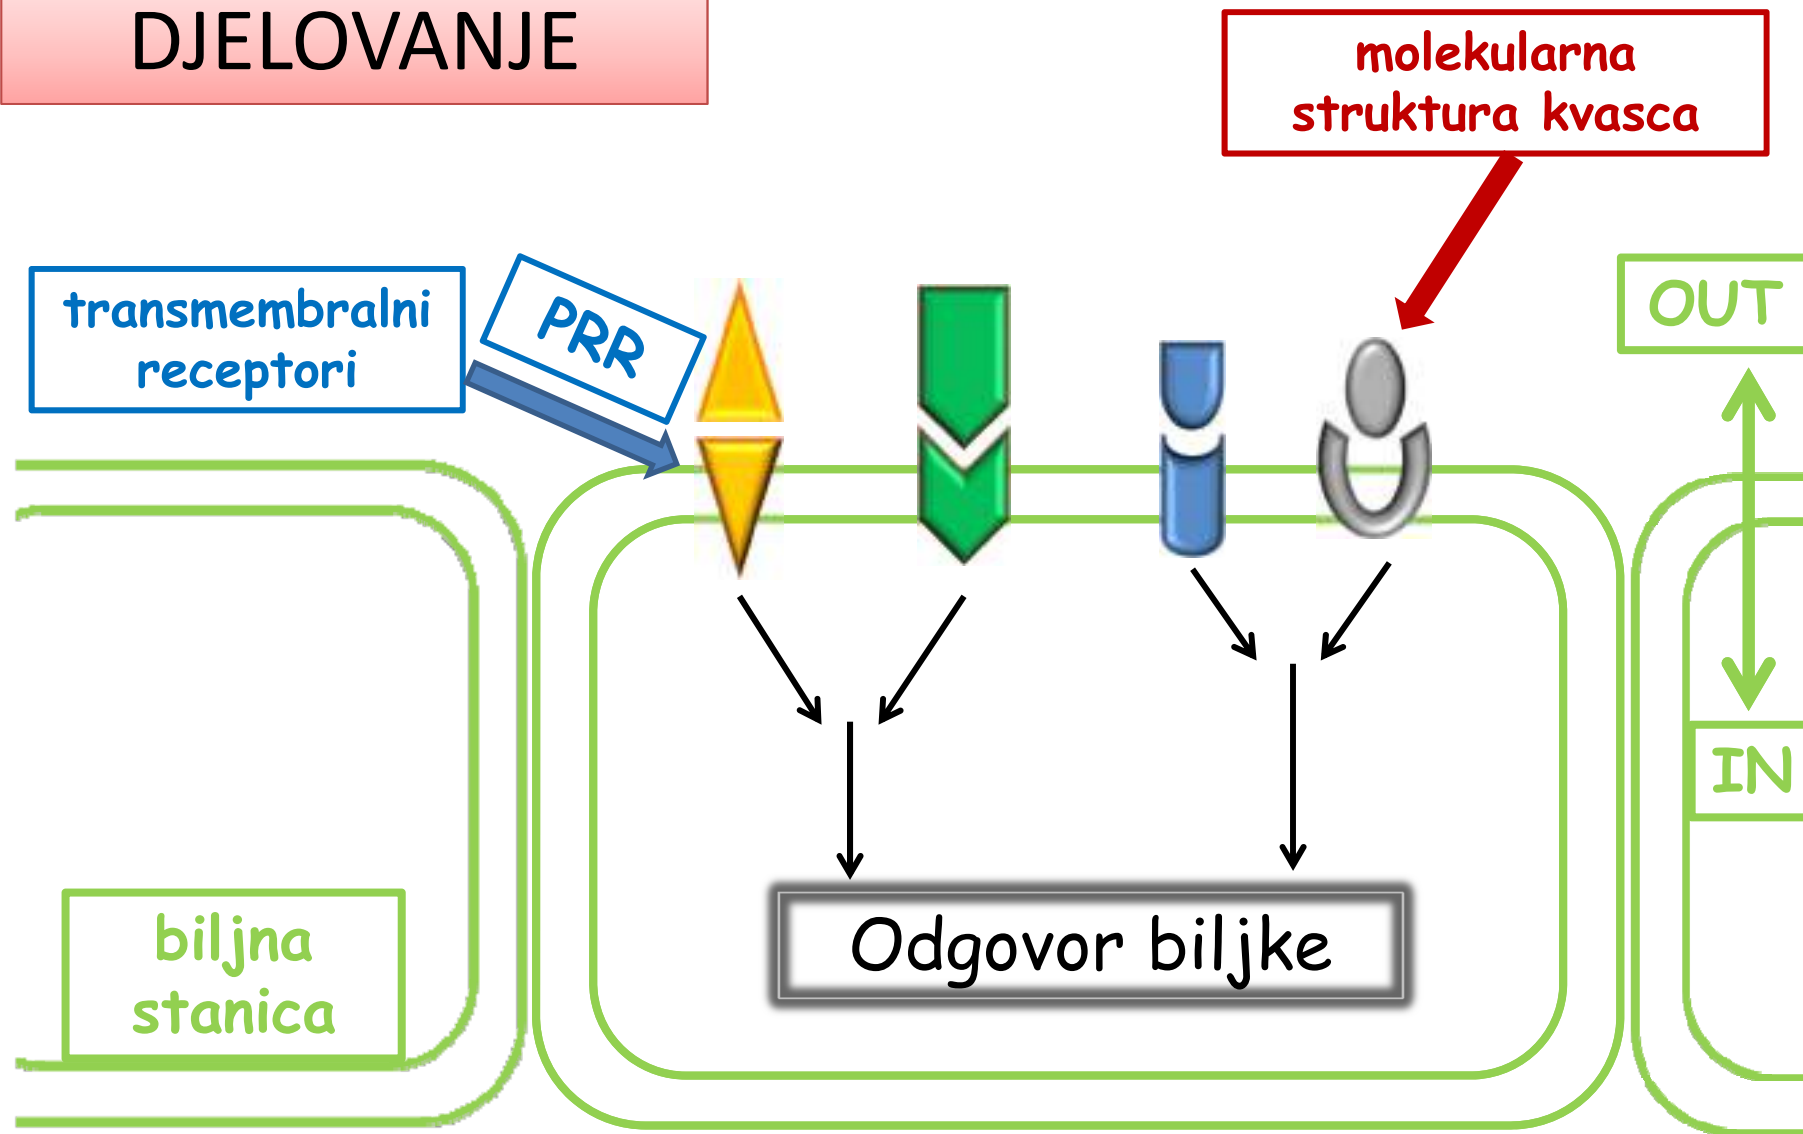 DJELOVANJE
molekularna
struktura kvasca
transmembralni
receptori
PRR
OUT
IN
biljna
stanica
Odgovor biljke